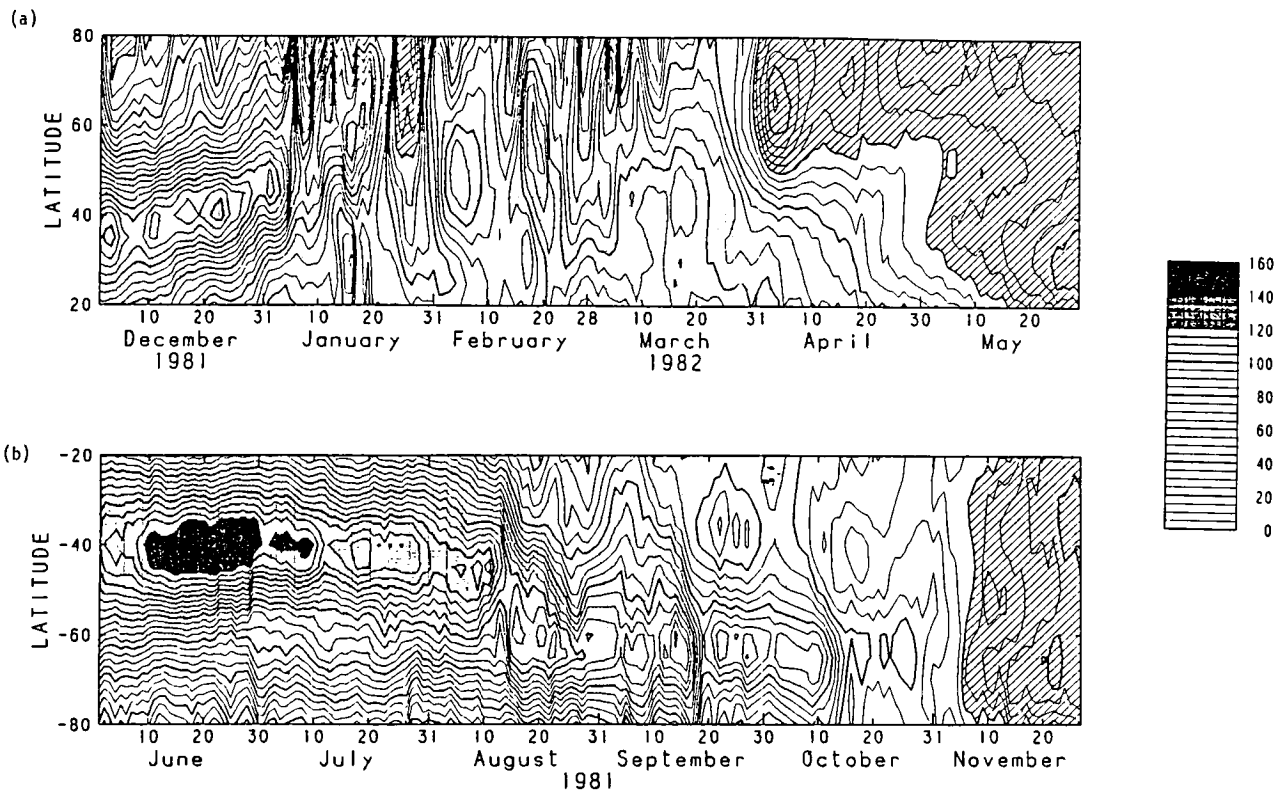 (a)
LATITUDE
80
60
40
20
10 20 31 10 20 31 10 20 28 10 20 31 10 20 30 10 20
December January February March April May
1981 1982
(b)
LATITUDE
-20
-40
-60
-80
10 20 30 10 20 31 10 20 31 10 20 30 10 20 31 10 20
June July August September October November
1981
160
140
120
100
80
60
40
20
0